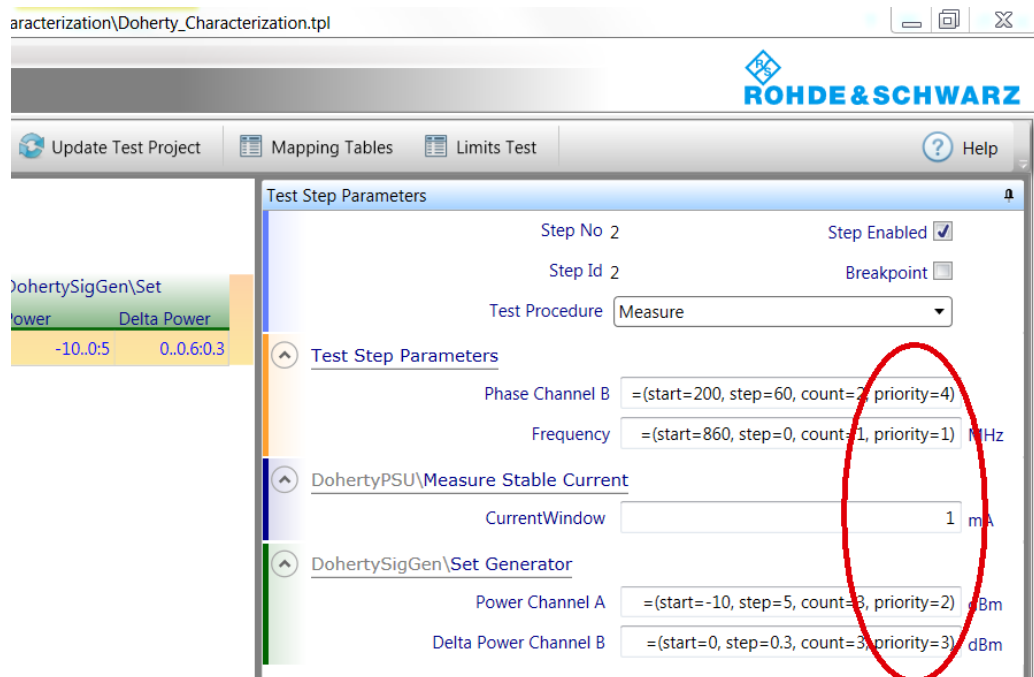 aracterization\Doherty_Characterization.tpl
R&S
ROHDE&SCHWARZ
Update Test Project Mapping Tables Limits Test ? Help
Test Step Parameters
Step No 2 Step Enabled
Step Id 2 Breakpoint
DohertySigGen\Set
Test Procedure Measure
Power Delta Power
-10..0:5 0..0.6:0.3
Test Step Parameters
Phase Channel B =(start=200, step=60, count=2, priority=4)
Frequency =(start=860, step=0, count=1, priority=1) MHz
DohertyPSU\Measure Stable Current
CurrentWindow 1 mA
DohertySigGen\Set Generator
Power Channel A =(start=-10, step=5, count=3, priority=2) dBm
Delta Power Channel B =(start=0, step=0.3, count=3, priority=3) dBm